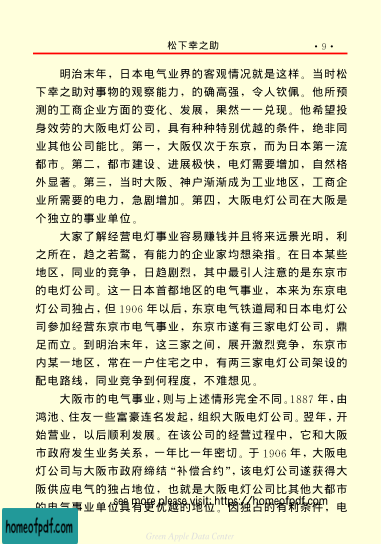 松下幸之助 ·9·
明治末年，日本电气业界的客观情况就是这样。当时松
下幸之助对事物的观察能力，的确高强，令人钦佩。他所预
测的工商企业方面的变化、发展，果然一一兑现。他希望投
身效劳的大阪电灯公司，具有种种特别优越的条件，绝非同
业其他公司能比。第一，大阪仅次于东京，而为日本第一流
都市。第二，都市建设、进展极快，电灯需要增加，自然格
外显著。第三，当时大阪、神户渐渐成为工业地区，工商企
业所需要的电力，急剧增加。第四，大阪电灯公司在大阪是
个独立的事业单位。
大家了解经营电灯事业容易赚钱并且将来远景光明，利
之所在，趋之若鹜，有能力的企业家均想染指。在日本某些
地区，同业的竞争，日趋剧烈，其中最引人注意的是东京市
的电灯公司。这一日本首都地区的电气事业，本来为东京电
灯公司独占，但 1906 年以后，东京电气铁道局和日本电灯公
司参加经营东京市电气事业，东京市遂有三家电灯公司，鼎
足而立。到明治末年，这三家之间，展开激烈竞争，东京市
内某一地区，常在一户住宅之中，有两三家电灯公司架设的
配电路线，同业竞争到何程度，不难想见。
大阪市的电气事业，则与上述情形完全不同。1887 年，由
鸿池、住友一些富豪连名发起，组织大阪电灯公司。翌年，开
始营业，以后顺利发展。在该公司的经营过程中，它和大阪
市政府发生业务关系，一年比一年密切。于 1906 年，大阪电
灯公司与大阪市政府缔结“补偿合约”，该电灯公司遂获得大
阪供应电气的独占地位，也就是大阪电灯公司比其他大都市
的电气事业单位具有更优越的地位。因独占的有利条件，电
see more please visit: https://homeofpdf.com
homeofpdf.com
Green Apple Data Center